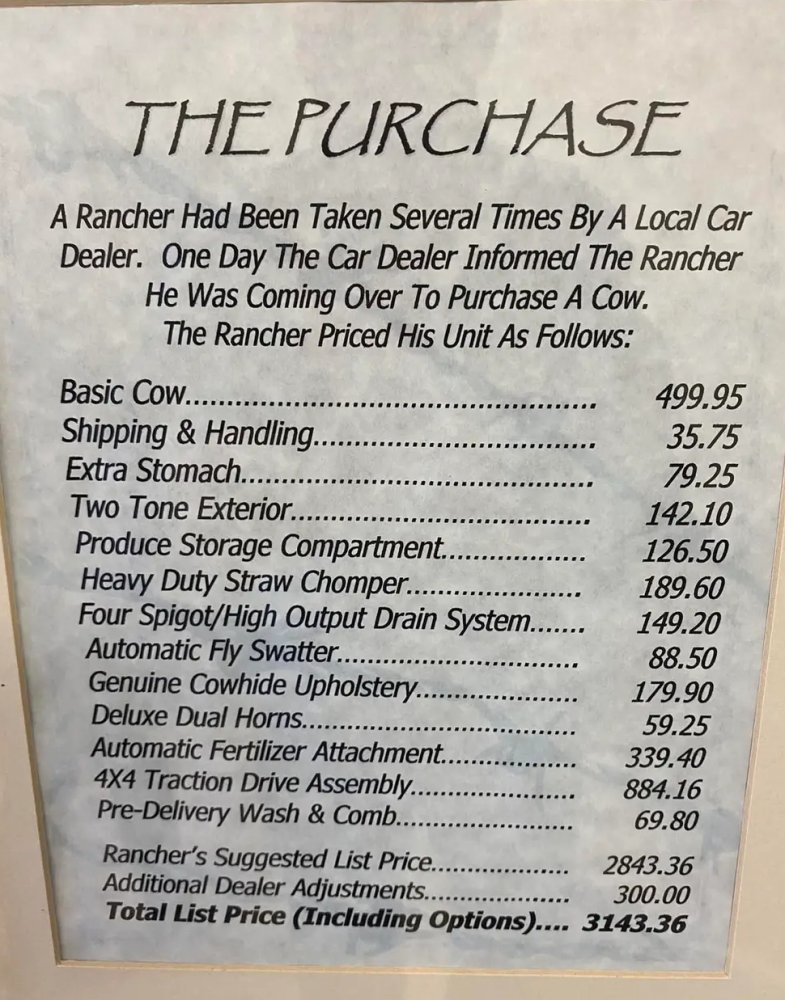 THE PURCHASE
A Rancher Had Been Taken Several Times By A Local Car
Dealer. One Day The Car Dealer Informed The Rancher
He Was Coming Over To Purchase A Cow.
The Rancher Priced His Unit As Follows:
Basic Cow.................................................. 499.95
Shipping & Handling.................................. 35.75
Extra Stomach........................................... 79.25
Two Tone Exterior..................................... 142.10
Produce Storage Compartment.................. 126.50
Heavy Duty Straw Chomper...................... 189.60
Four Spigot/High Output Drain System....... 149.20
Automatic Fly Swatter............................... 88.50
Genuine Cowhide Upholstery.................... 179.90
Deluxe Dual Horns................................... 59.25
Automatic Fertilizer Attachment................. 339.40
4X4 Traction Drive Assembly..................... 884.16
Pre-Delivery Wash & Comb....................... 69.80
Rancher's Suggested List Price................... 2843.36
Additional Dealer Adjustments.................... 300.00
Total List Price (Including Options).... 3143.36